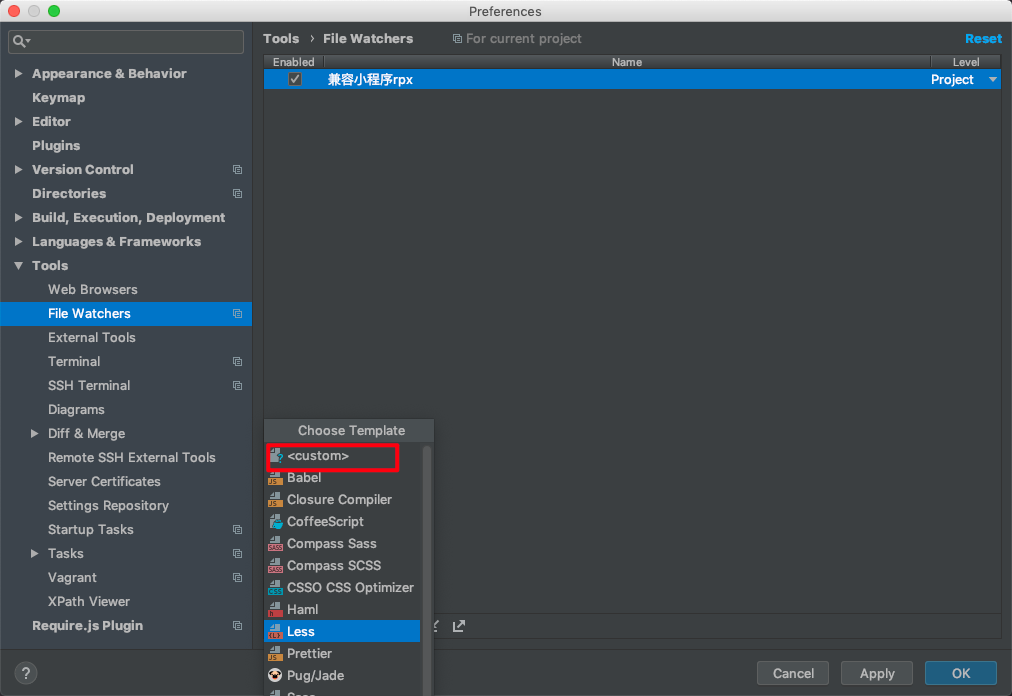 Preferences
Tools › File Watchers
For current project
Reset
Appearance & Behavior
Keymap
Editor
Plugins
Version Control
Directories
Build, Execution, Deployment
Languages & Frameworks
Tools
Web Browsers
File Watchers
External Tools
Terminal
SSH Terminal
Diagrams
Diff & Merge
Remote SSH External Tools
Server Certificates
Settings Repository
Startup Tasks
Tasks
Vagrant
XPath Viewer
Require.js Plugin
Enabled Name Level
兼容小程序rpx Project
Choose Template
<custom>
Babel
Closure Compiler
CoffeeScript
Compass Sass
Compass SCSS
CSSO CSS Optimizer
Haml
Less
Prettier
Pug/Jade
?
Cancel
Apply
OK